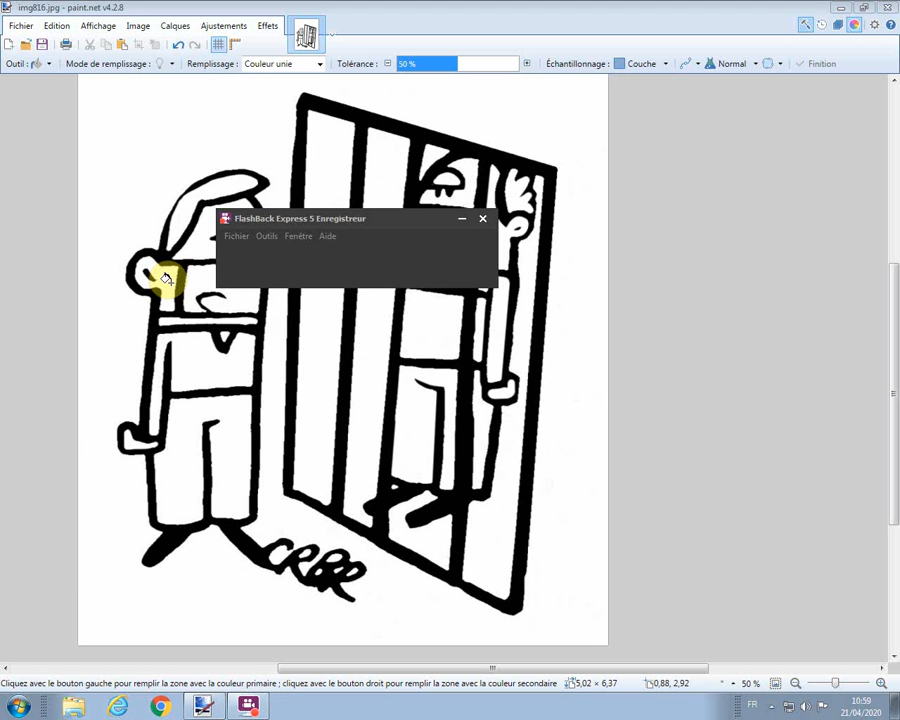 img816.jpg - paint.net v4.2.8
Fichier Edition Affichage Image Calques Ajustements Effets
Outil : Mode de remplissage : Remplissage : Couleur unie Tolérance : 50 % Échantillonnage : Couche Normal Finition
FlashBack Express 5 Enregistreur
Fichier Outils Fenêtre Aide
CRBR
Cliquez avec le bouton gauche pour remplir la zone avec la couleur primaire ; cliquez avec le bouton droit pour remplir la zone avec la couleur secondaire 5,02 × 6,37 0,88, 2,92 " 50 %
FR 10:59
21/04/2020